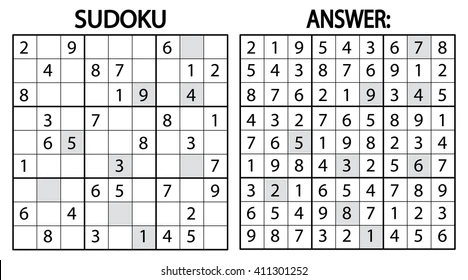 SUDOKU
2 9 6
4 8 7 1 2
8 1 9 4
3 7 8 1
6 5 8 3
1 3 7
6 5 7 9
6 4 2
8 3 1 4 5
ANSWER:
2 1 9 5 4 3 6 7 8
5 4 3 8 7 6 9 1 2
8 7 6 2 1 9 3 4 5
4 3 2 7 6 5 8 9 1
7 6 5 1 9 8 2 3 4
1 9 8 4 3 2 5 6 7
3 2 1 6 5 4 7 8 9
6 5 4 9 8 7 1 2 3
9 8 7 3 2 1 4 5 6
shutterstock.com · 411301252